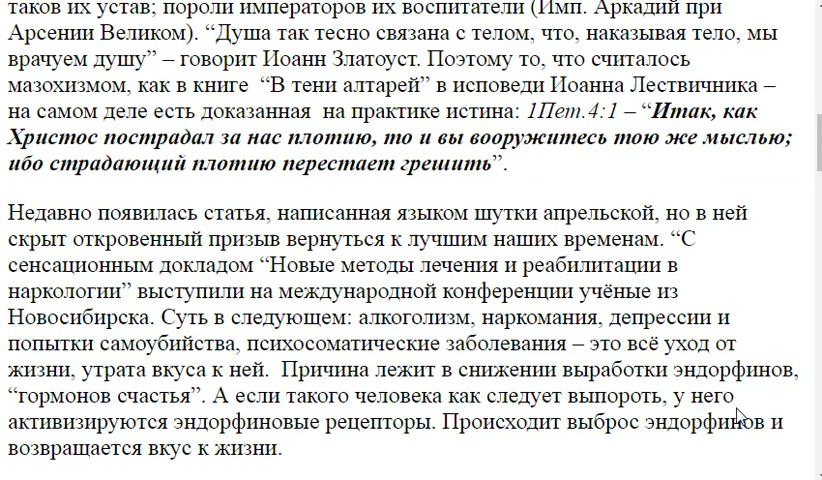 таков их устав; пороли императоров их воспитатели (Имп. Аркадий при
Арсении Великом). “Душа так тесно связана с телом, что, наказывая тело, мы
врачуем душу” – говорит Иоанн Златоуст. Поэтому то, что считалось
мазохизмом, как в книге “В тени алтарей” в исповеди Иоанна Лествичника –
на самом деле есть доказанная на практике истина: 1Пет.4:1 – “Итак, как
Христос пострадал за нас плотию, то и вы вооружитесь тою же мыслью;
ибо страдающий плотию перестает грешить”.
Недавно появилась статья, написанная языком шутки апрельской, но в ней
скрыт откровенный призыв вернуться к лучшим наших временам. “С
сенсационным докладом “Новые методы лечения и реабилитации в
наркологии” выступили на международной конференции учёные из
Новосибирска. Суть в следующем: алкоголизм, наркомания, депрессии и
попытки самоубийства, психосоматические заболевания – это всё уход от
жизни, утрата вкуса к ней. Причина лежит в снижении выработки эндорфинов,
“гормонов счастья”. А если такого человека как следует выпороть, у него
активизируются эндорфиновые рецепторы. Происходит выброс эндорфинов и
возвращается вкус к жизни.